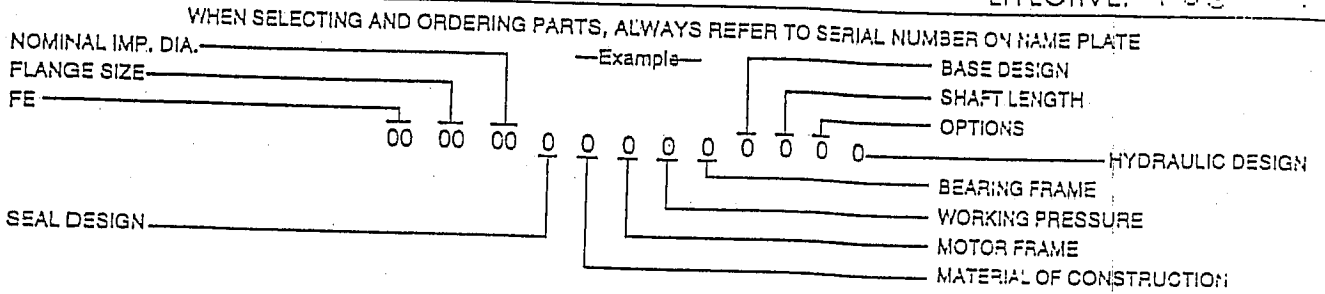 WHEN SELECTING AND ORDERING PARTS, ALWAYS REFER TO SERIAL NUMBER ON NAME PLATE
—Example—
NOMINAL IMP. DIA.
FLANGE SIZE
FE
BASE DESIGN
SHAFT LENGTH
OPTIONS
00 00 00 0 0 0 0 0 0 0 0 0
HYDRAULIC DESIGN
BEARING FRAME
WORKING PRESSURE
MOTOR FRAME
MATERIAL OF CONSTRUCTION
SEAL DESIGN